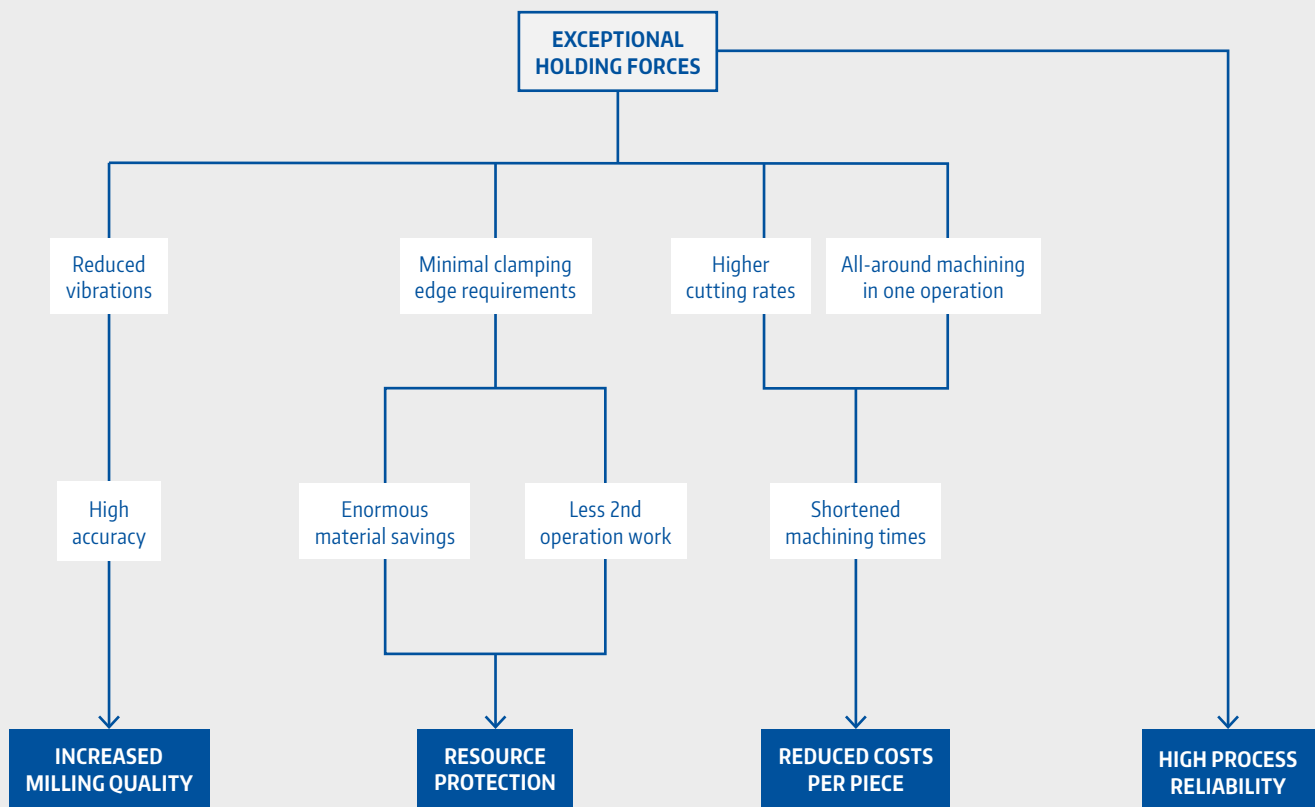 EXCEPTIONAL
HOLDING FORCES
Reduced
vibrations
Minimal clamping
edge requirements
Higher
cutting rates
All-around machining
in one operation
High
accuracy
Enormous
material savings
Less 2nd
operation work
Shortened
machining times
INCREASED
MILLING QUALITY
RESOURCE
PROTECTION
REDUCED COSTS
PER PIECE
HIGH PROCESS
RELIABILITY